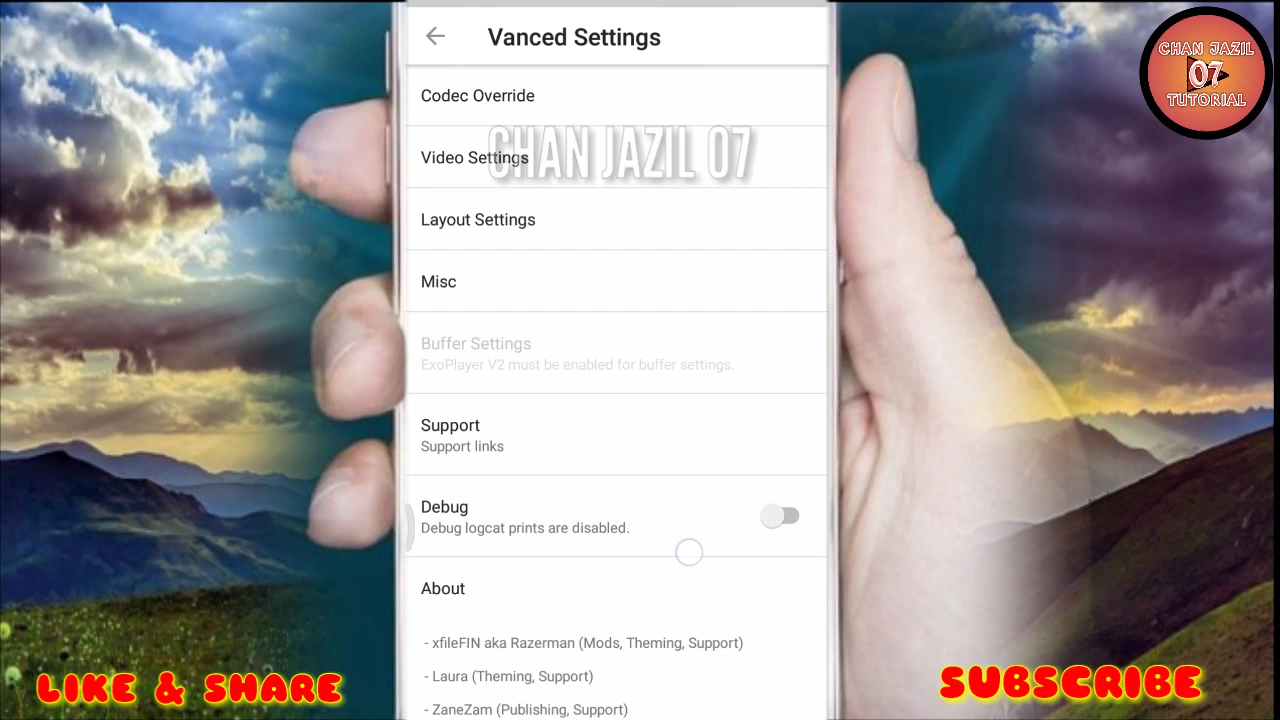 Vanced Settings
CHAN JAZIL
07
TUTORIAL
Codec Override
CHAN JAZIL 07
Video Settings
Layout Settings
Misc
Buffer Settings
ExoPlayer V2 must be enabled for buffer settings.
Support
Support links
Debug
Debug logcat prints are disabled.
About
- xfileFIN aka Razerman (Mods, Theming, Support)
- Laura (Theming, Support)
- ZaneZam (Publishing, Support)
LIKE & SHARE
SUBSCRIBE